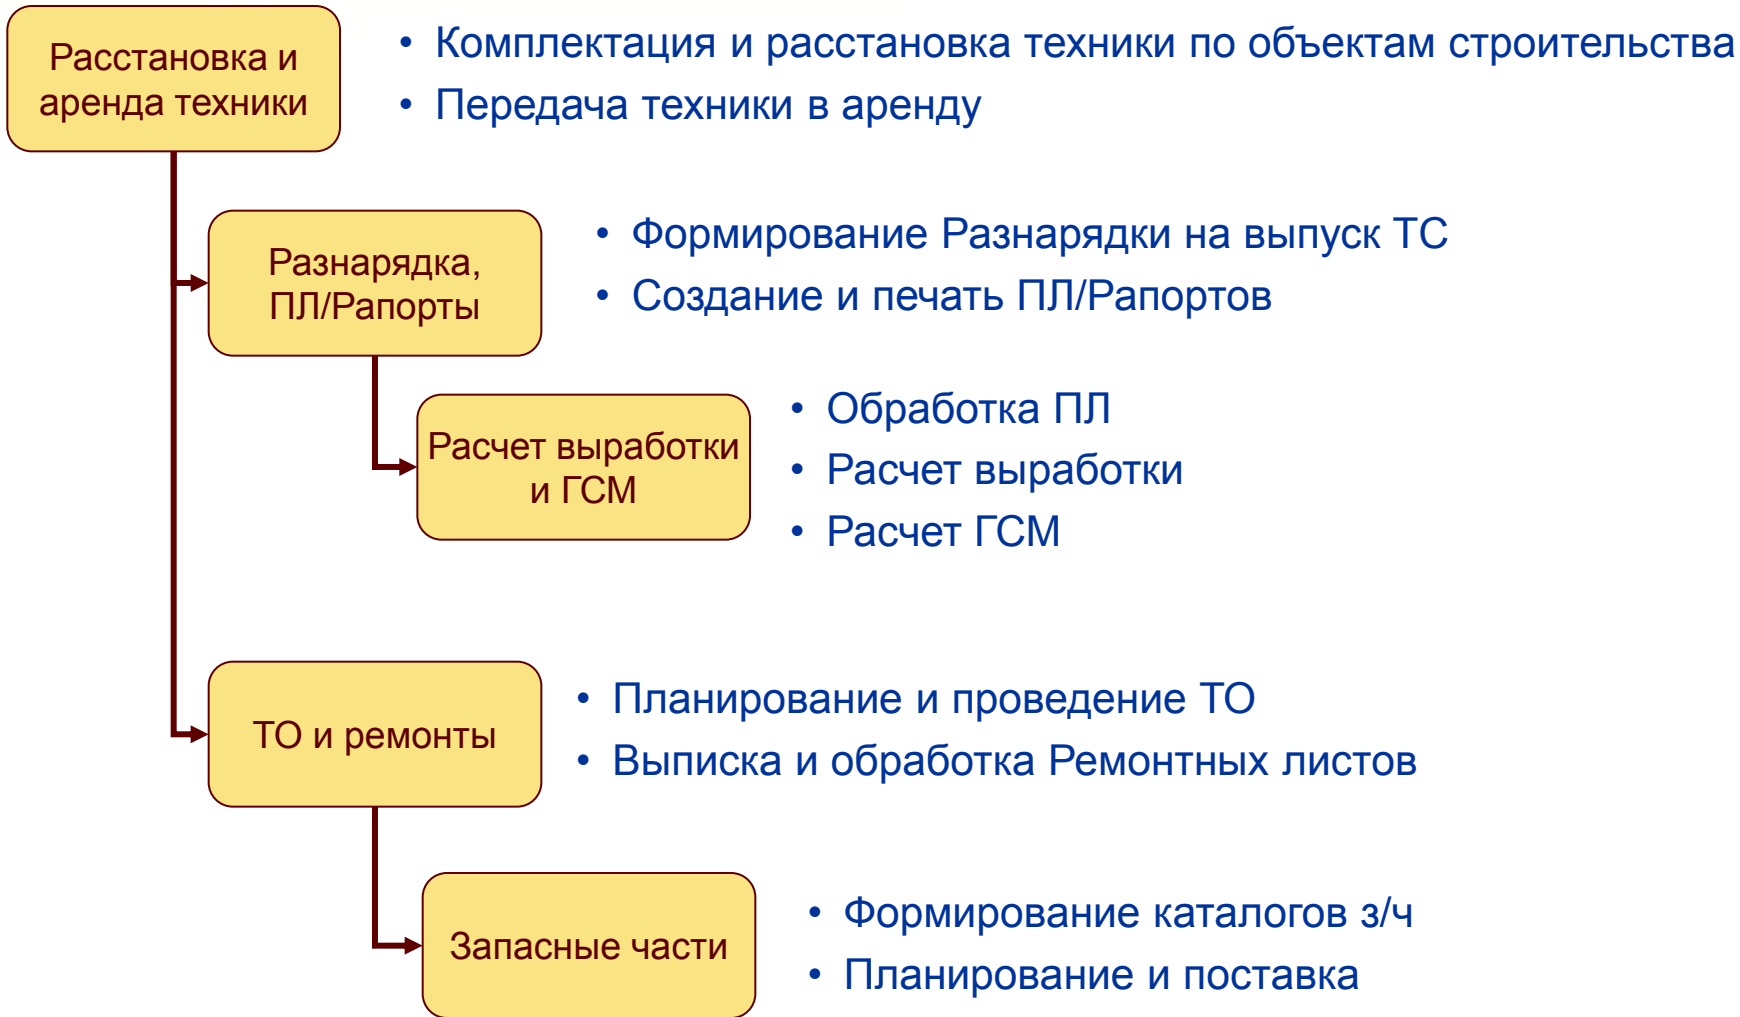 Расстановка и
аренда техники
• Комплектация и расстановка техники по объектам строительства
• Передача техники в аренду
Разнарядка,
ПЛ/Рапорты
• Формирование Разнарядки на выпуск ТС
• Создание и печать ПЛ/Рапортов
Расчет выработки
и ГСМ
• Обработка ПЛ
• Расчет выработки
• Расчет ГСМ
ТО и ремонты
• Планирование и проведение ТО
• Выписка и обработка Ремонтных листов
Запасные части
• Формирование каталогов з/ч
• Планирование и поставка